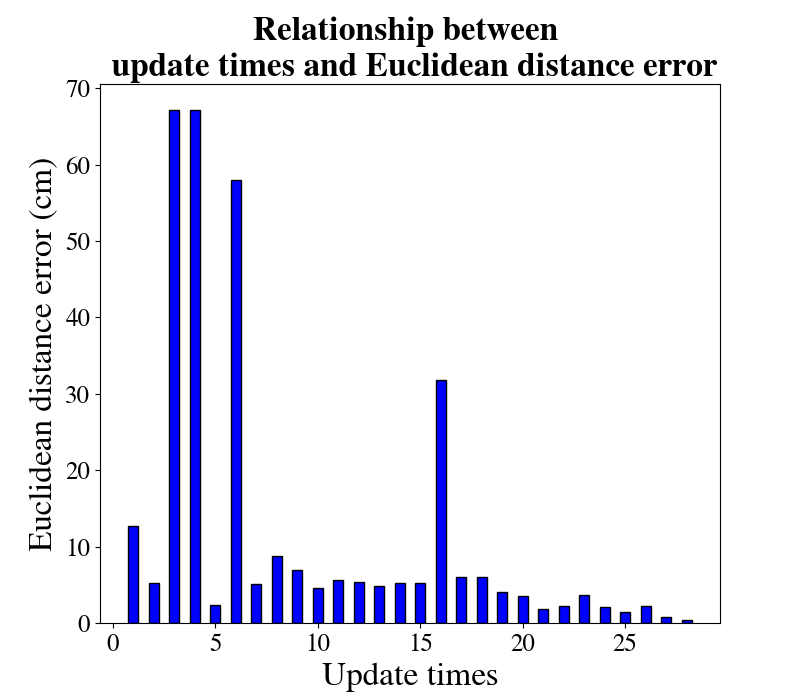 Relationship between
update times and Euclidean distance error
Euclidean distance error (cm)
70
60
50
40
30
20
10
0
0 5 10 15 20 25
Update times